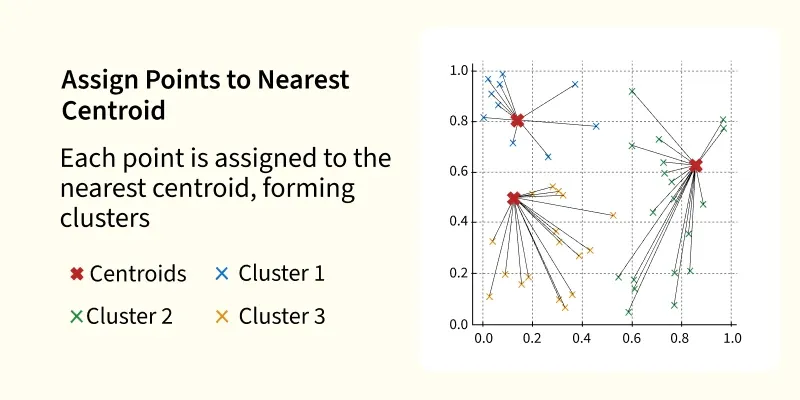 Assign Points to Nearest
Centroid
Each point is assigned to the
nearest centroid, forming
clusters
Centroids
Cluster 1
Cluster 2
Cluster 3
1.0
0.8
0.6
0.4
0.2
0.0
0.0 0.2 0.4 0.6 0.8 1.0